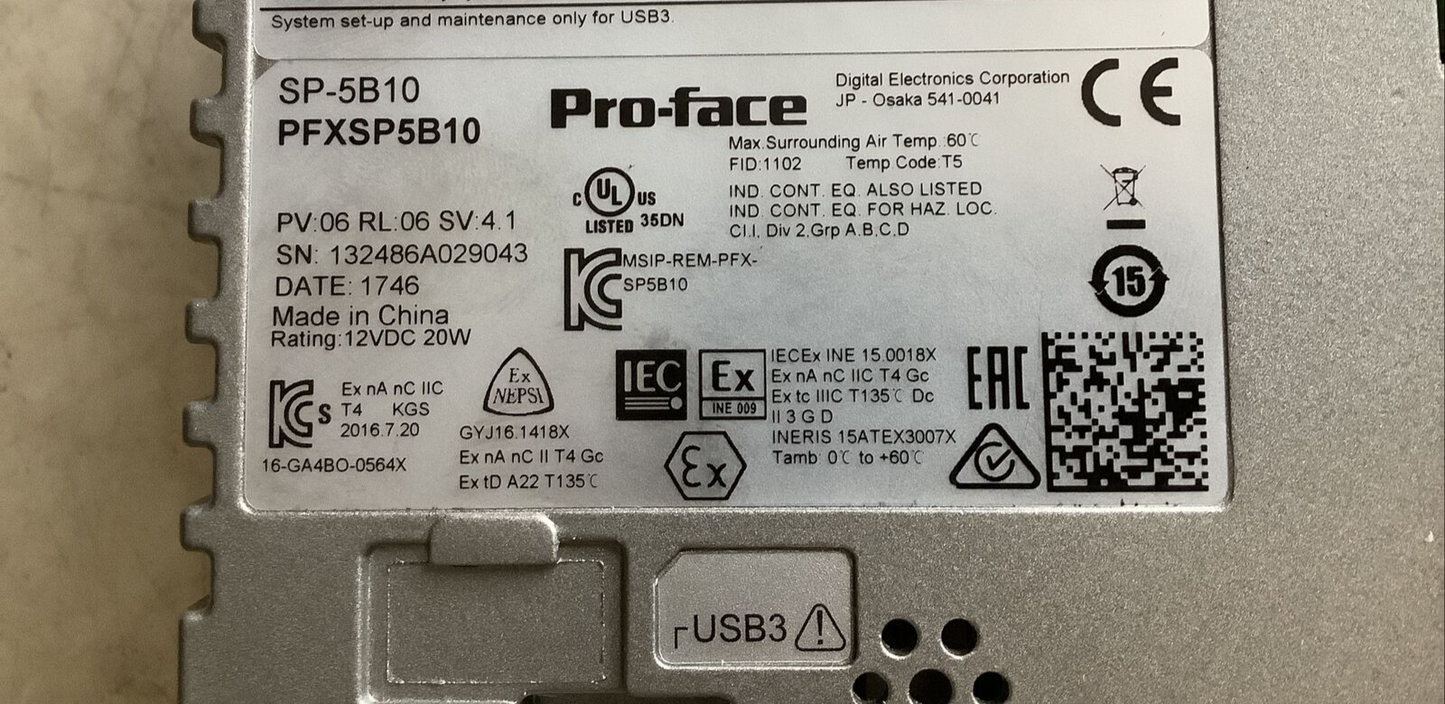 System set-up and maintenance only for USB3.
SP-5B10
PFXSP5B10
Pro-face
Digital Electronics Corporation
JP - Osaka 541-0041
CE
Max.Surrounding Air Temp.:60℃
FID:1102 Temp Code:T5
C UL US
LISTED 35DN
IND. CONT. EQ. ALSO LISTED
IND. CONT. EQ. FOR HAZ. LOC.
Cl.I, Div 2,Grp A,B,C,D
PV:06 RL:06 SV:4.1
SN: 132486A029043
DATE: 1746
Made in China
Rating:12VDC 20W
MSIP-REM-PFX-
SP5B10
15
KCs
Ex nA nC IIC
T4 KGS
2016.7.20
16-GA4BO-0564X
Ex
NEPSI
GYJ16.1418X
Ex nA nC II T4 Gc
Ex tD A22 T135℃
IEC
Ex
INE 009
IECEx INE 15.0018X
Ex nA nC IIC T4 Gc
Ex tc IIIC T135℃ Dc
II 3 G D
INERIS 15ATEX3007X
Tamb: 0℃ to +60℃
Ex
EAC
USB3